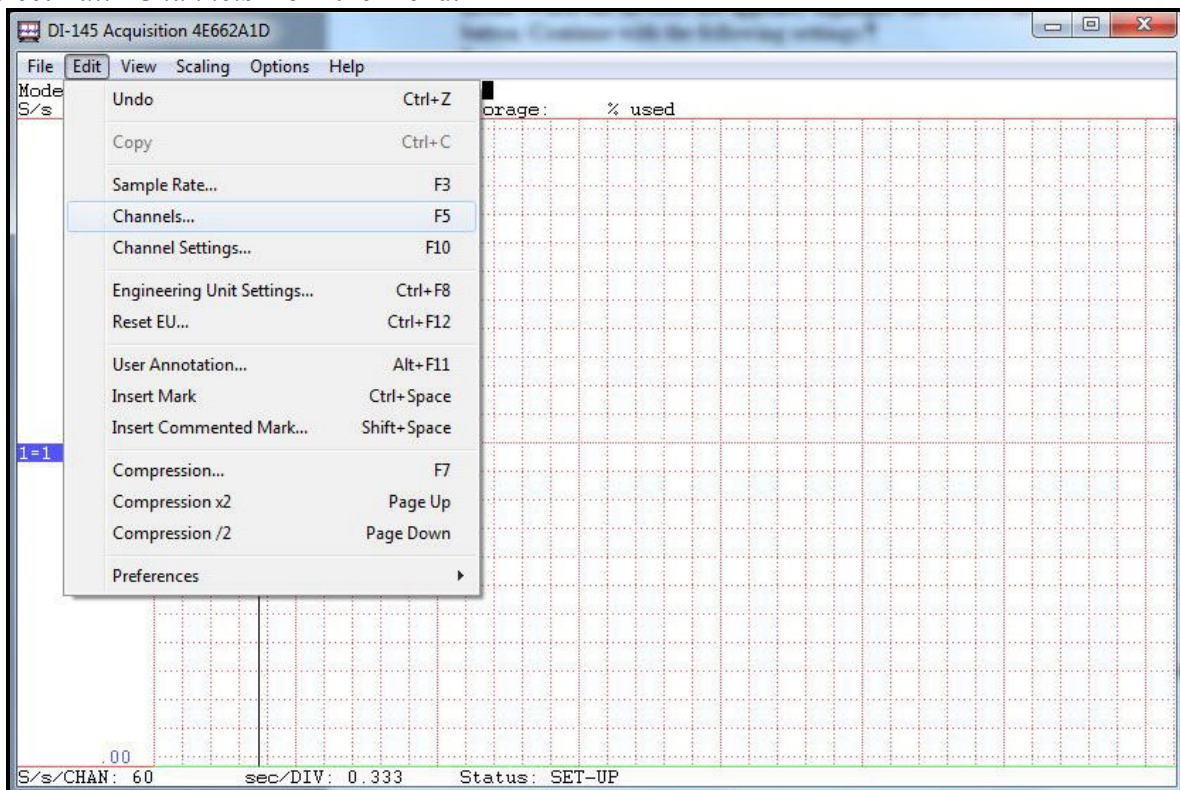 DI-145 Acquisition 4E662A1D
File Edit View Scaling Options Help
Mode
S/s orage: % used
Undo Ctrl+Z
Copy Ctrl+C
Sample Rate... F3
Channels... F5
Channel Settings... F10
Engineering Unit Settings... Ctrl+F8
Reset EU... Ctrl+F12
User Annotation... Alt+F11
Insert Mark Ctrl+Space
Insert Commented Mark... Shift+Space
1=1
Compression... F7
Compression x2 Page Up
Compression /2 Page Down
Preferences
.00
S/s/CHAN: 60 sec/DIV: 0.333 Status: SET-UP